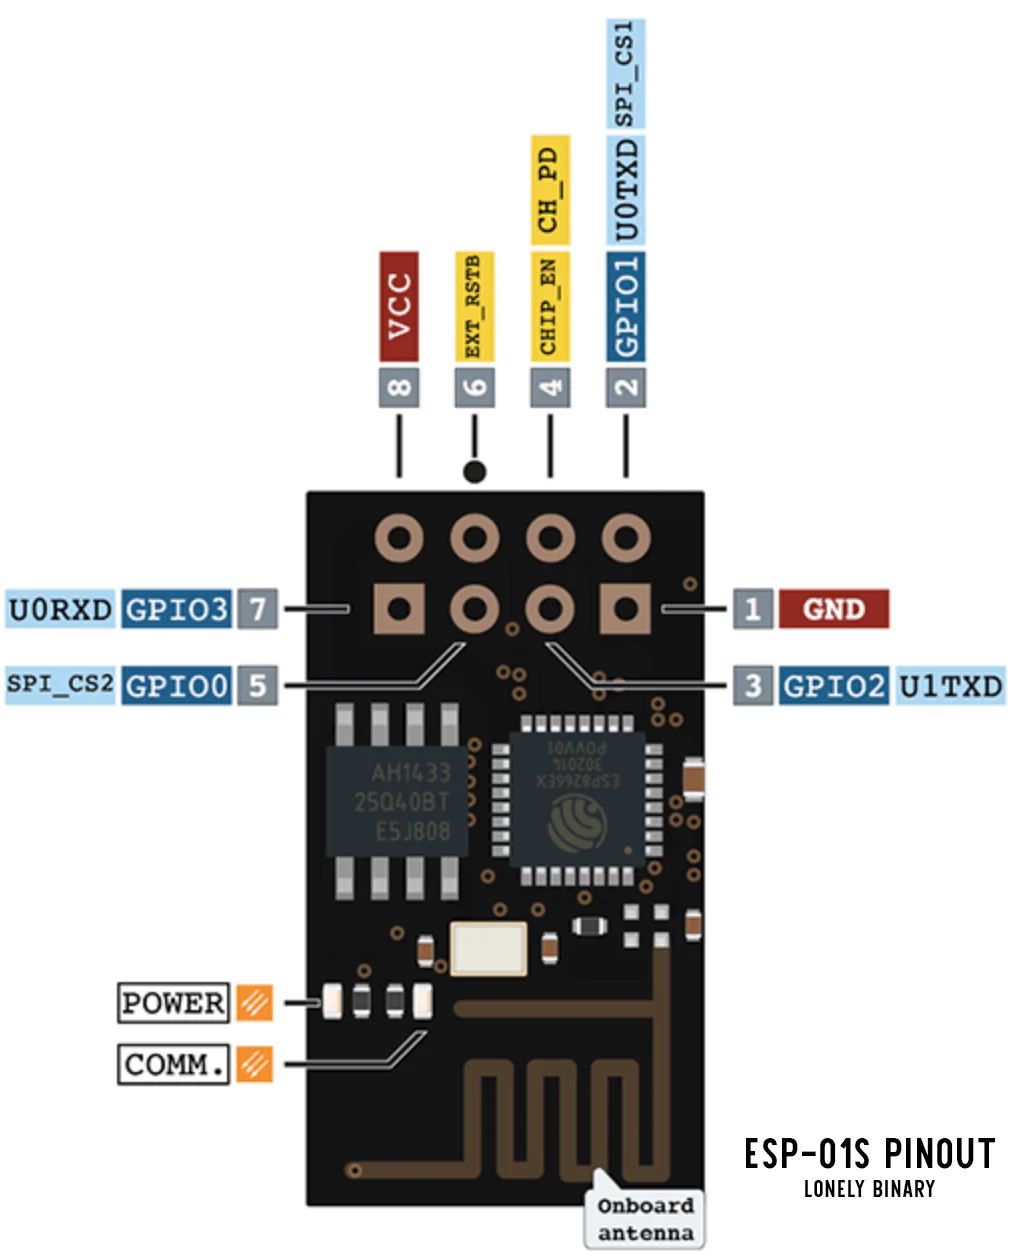 SPI_CS1
CH_PD U0TXD
VCC EXT_RSTB CHIP_EN GPIO1
8 6 4 2
U0RXD GPIO3 7 1 GND
SPI_CS2 GPIO0 5 3 GPIO2 U1TXD
AH1433
25Q40BT
E5J808
ESP8266EX
302014
PDVV01
POWER
COMM.
ESP-01S PINOUT
LONELY BINARY
Onboard
antenna